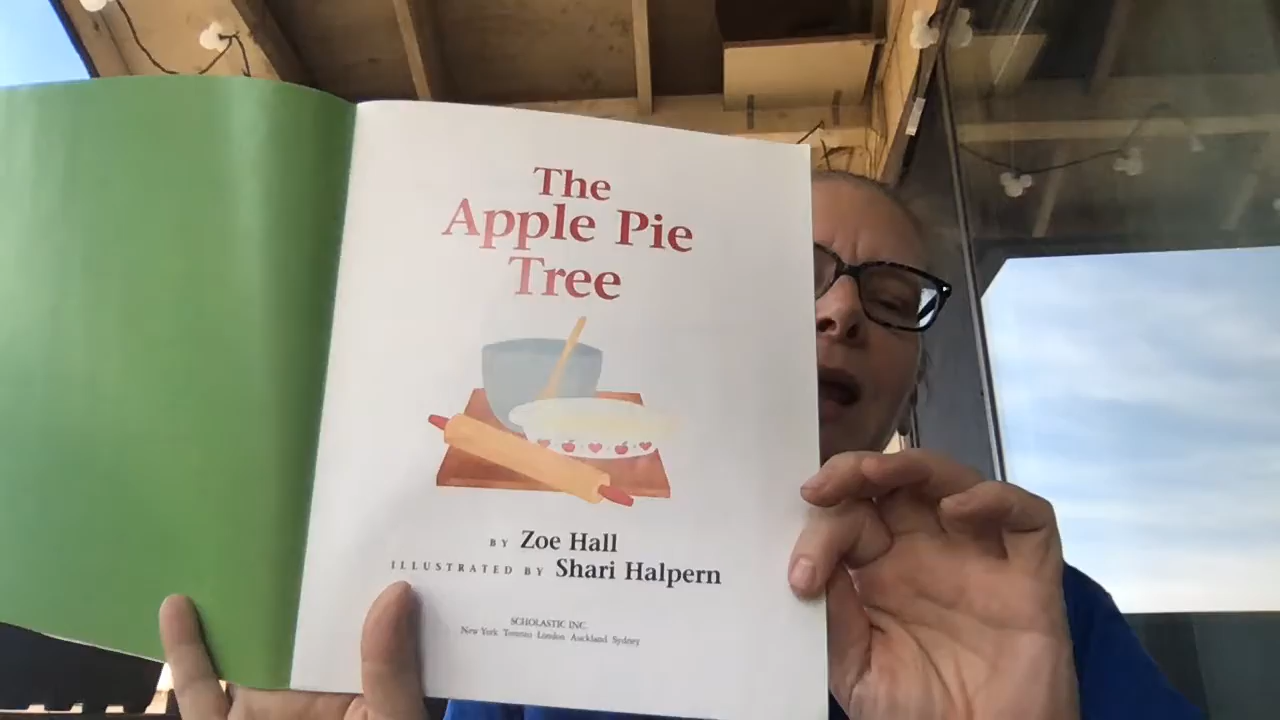 The
Apple Pie
Tree
BY Zoe Hall
ILLUSTRATED BY Shari Halpern
SCHOLASTIC INC.
New York Toronto London Auckland Sydney